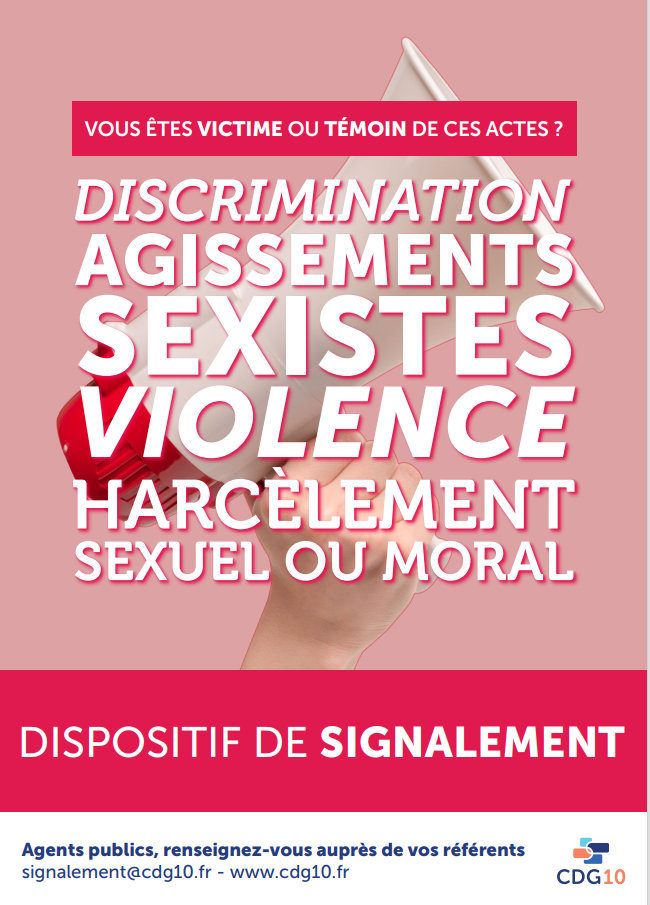 VOUS ÊTES VICTIME OU TÉMOIN DE CES ACTES ?
DISCRIMINATION
AGISSEMENTS
SEXISTES
VIOLENCE
HARCÈLEMENT
SEXUEL OU MORAL
DISPOSITIF DE SIGNALEMENT
Agents publics, renseignez-vous auprès de vos référents
signalement@cdg10.fr - www.cdg10.fr
CDG10